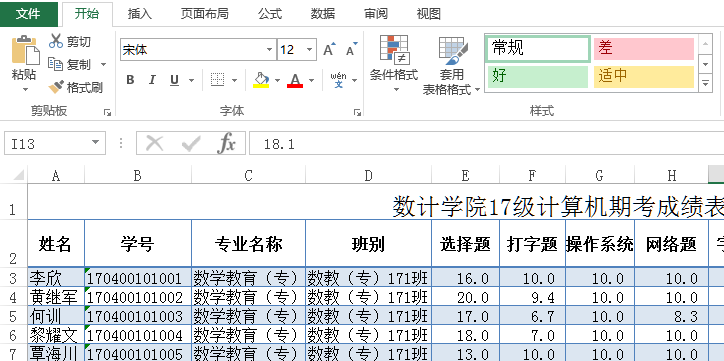 文件 开始 插入 页面布局 公式 数据 审阅 视图
剪切
宋体 12 A A
常规 差
复制
粘贴 条件格式 套用
表格格式
格式刷 B I U A wén
文 好 适中
剪贴板 字体 样式
I13 fx 18.1
A B C D E F G H
1 数计学院17级计算机期考成绩表
2 姓名 学号 专业名称 班别 选择题 打字题 操作系统 网络题
3 李欣 170400101001 数学教育（专） 数教（专）171班 16.0 10.0 10.0 10.0
4 黄继军 170400101002 数学教育（专） 数教（专）171班 20.0 9.4 10.0 10.0
5 何训 170400101003 数学教育（专） 数教（专）171班 17.0 6.7 10.0 8.3
6 黎耀文 170400101004 数学教育（专） 数教（专）171班 18.0 7.0 10.0 10.0
7 覃海川 170400101005 数学教育（专） 数教（专）171班 13.0 10.0 10.0 10.0